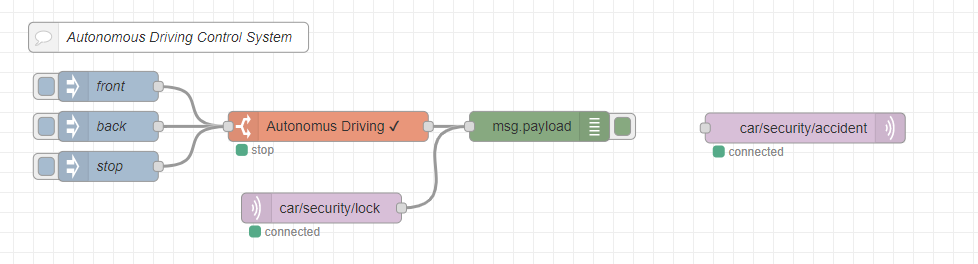 Autonomous Driving Control System
front
back
stop
Autonomus Driving ✓
stop
msg.payload
car/security/accident
connected
car/security/lock
connected